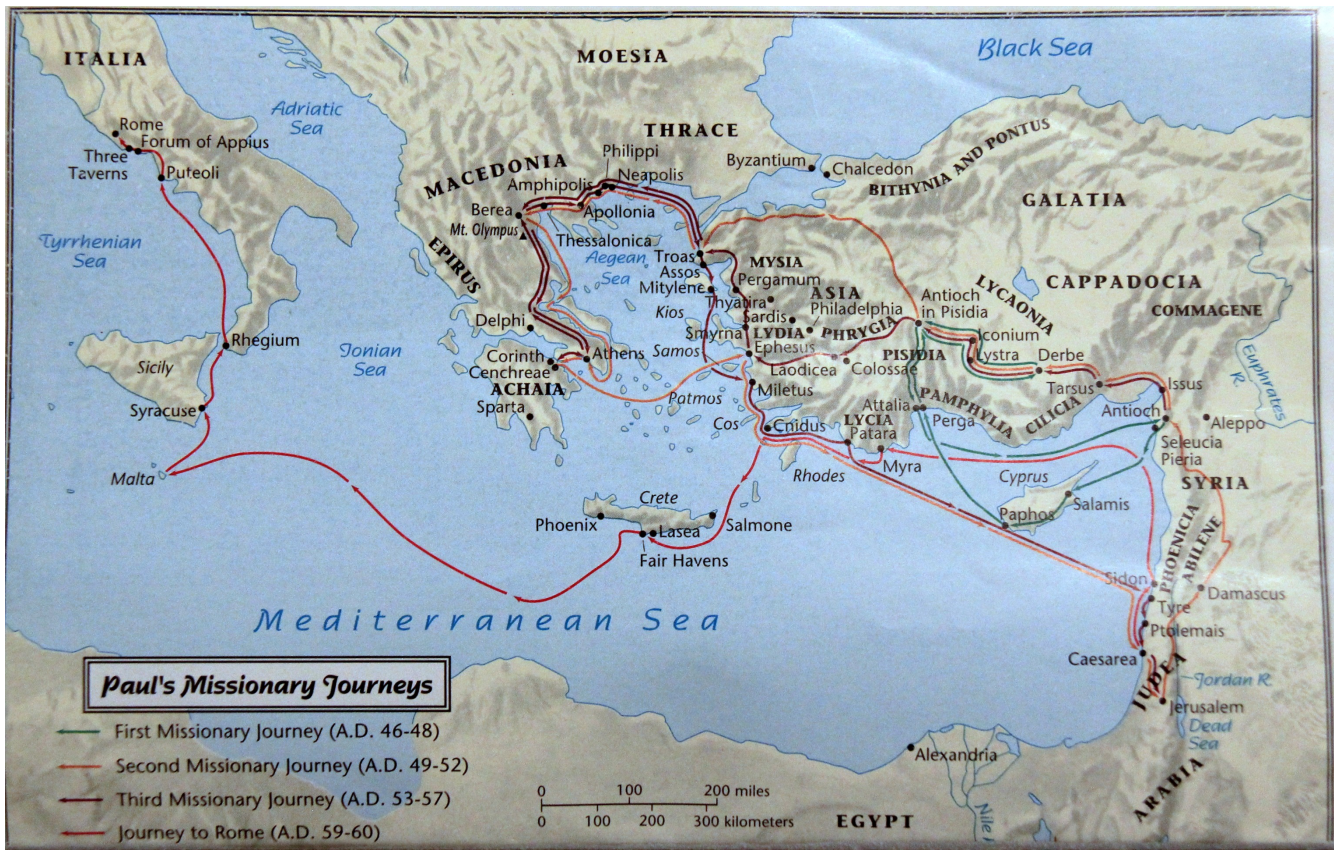 ITALIA
MOESIA
Black Sea
Adriatic
Sea
Rome
Forum of Appius
Three
Taverns
Puteoli
THRACE
Philippi
Neapolis
Byzantium
Chalcedon
BITHYNIA AND PONTUS
MACEDONIA
Amphipolis
Apollonia
Berea
Mt. Olympus
Thessalonica
GALATIA
Tyrrhenian
Sea
EPIRUS
Aegean
Sea
Troas
Assos
Mitylene
MYSIA
Pergamum
Thyatira
ASIA
Sardis
Philadelphia
Antioch
in Pisidia
LYCAONIA
CAPPADOCIA
COMMAGENE
Kios
Delphi
Smyrna
LYDIA
PHRYGIA
Iconium
Rhegium
Ionian
Sea
Sicily
Corinth
Cenchreae
ACHAIA
Athens
Samos
Ephesus
Laodicea
Colossae
PISIDIA
Lystra
Derbe
Tarsus
Issus
Euphrates
R.
Syracuse
Sparta
Patmos
Miletus
Attalia
Perga
PAMPHYLIA
CILICIA
Antioch
Aleppo
Cos
Cnidus
LYCIA
Patara
Seleucia
Pieria
Malta
Rhodes
Myra
Cyprus
SYRIA
Crete
Phoenix
Lasea
Salmone
Fair Havens
Paphos
Salamis
PHOENICIA
ABILENE
Sidon
Damascus
Tyre
Ptolemais
Mediterranean Sea
Caesarea
JUDEA
Jordan R.
Jerusalem
Dead
Sea
Alexandria
ARABIA
EGYPT
Paul's Missionary Journeys
First Missionary Journey (A.D. 46-48)
Second Missionary Journey (A.D. 49-52)
Third Missionary Journey (A.D. 53-57)
Journey to Rome (A.D. 59-60)
0 100 200 miles
0 100 200 300 kilometers
Nile